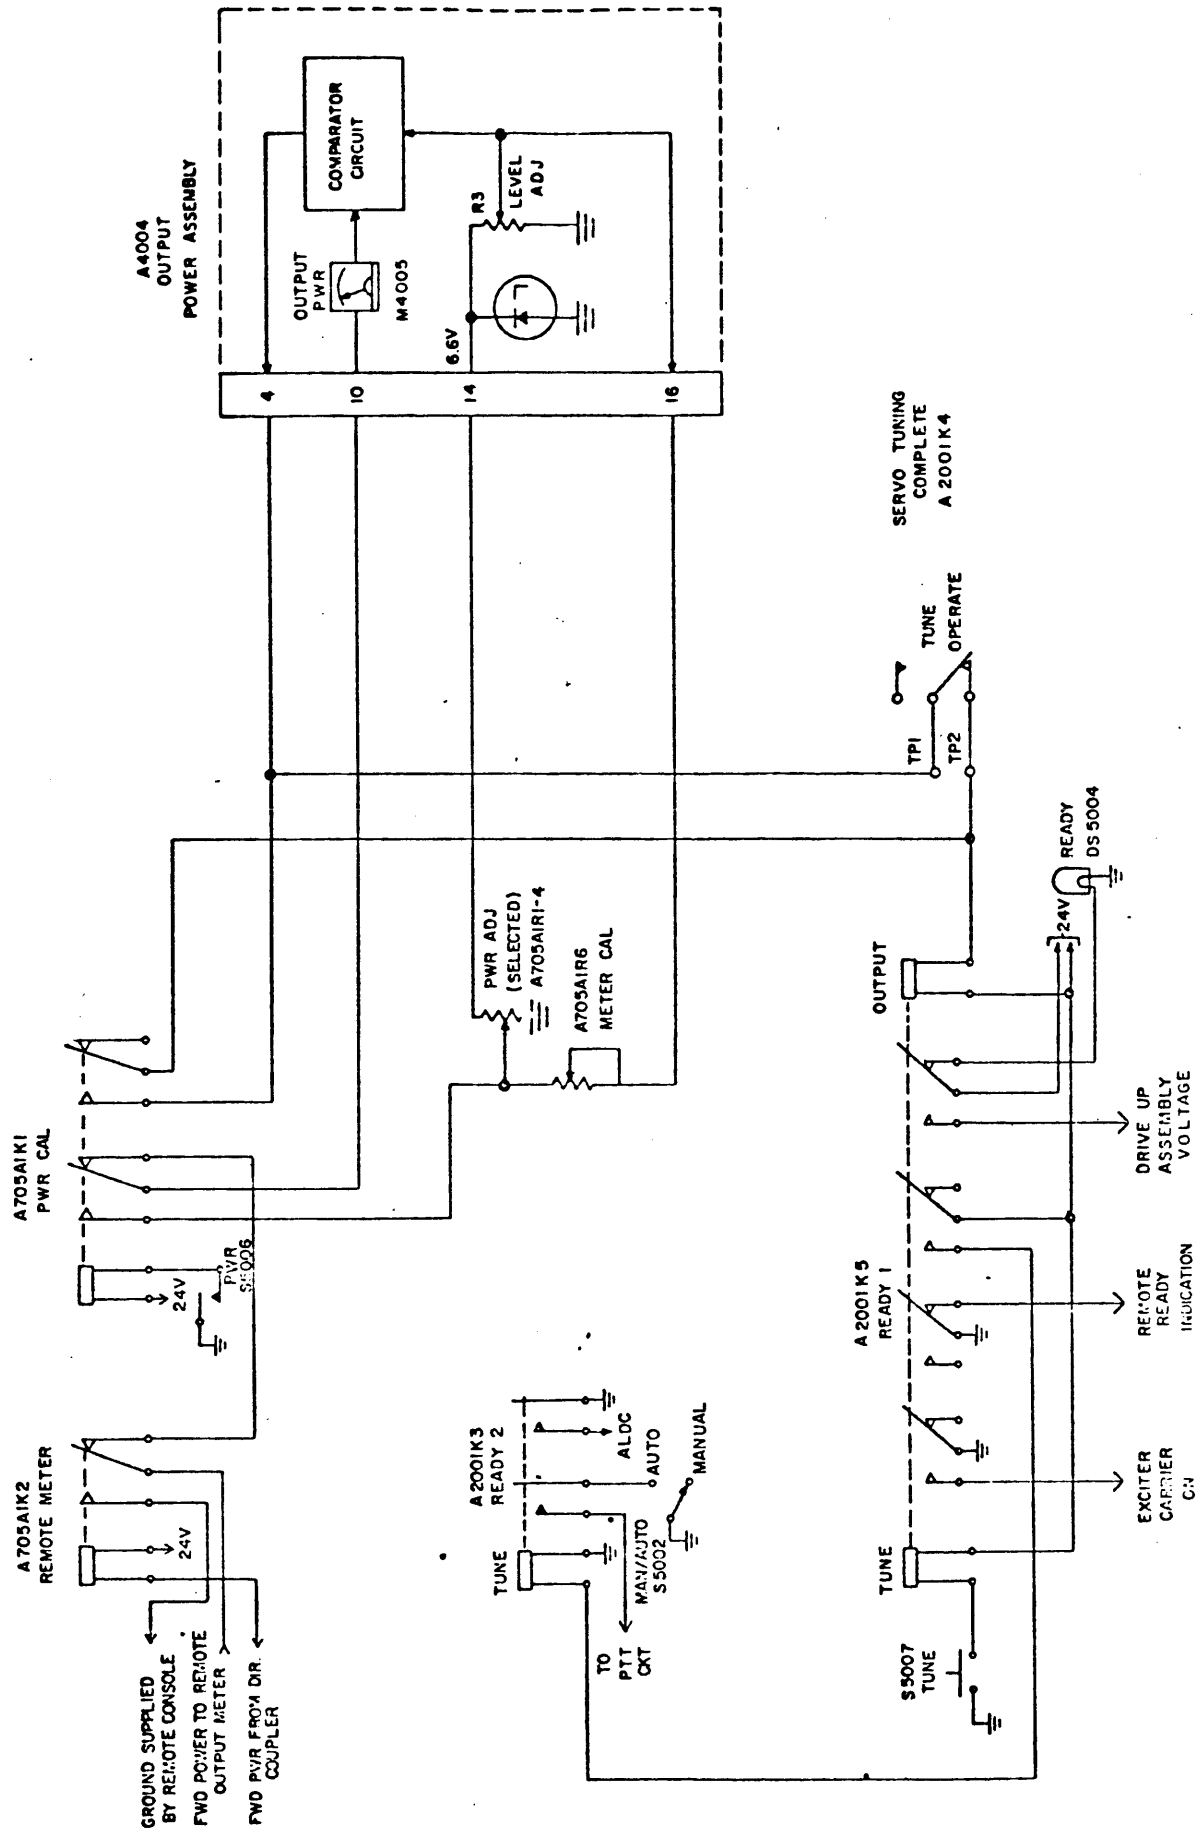 A4004
OUTPUT
POWER ASSEMBLY
COMPARATOR
CIRCUIT
OUTPUT
PWR
M4005
R3
LEVEL
ADJ
6.6V
4
10
14
16
SERVO TUNING
COMPLETE
A2001K4
TUNE
OPERATE
TP1
TP2
READY
DS5004
24V
PWR ADJ
(SELECTED)
A705A1R1-4
A705A1R6
METER CAL
OUTPUT
A705A1K1
PWR CAL
24V
PWR
S5006
DRIVE UP
ASSEMBLY
VOLTAGE
A2001K5
READY 1
REMOTE
READY
INDICATION
EXCITER
CARRIER
ON
A705A1K2
REMOTE METER
24V
A2001K3
READY 2
ALDC
AUTO
MANUAL
TUNE
MAN/AUTO
S5002
TO
PTT
CKT
TUNE
S5007
TUNE
GROUND SUPPLIED
BY REMOTE CONSOLE
FWD POWER TO REMOTE
OUTPUT METER
FWD PWR FROM DIR.
COUPLER